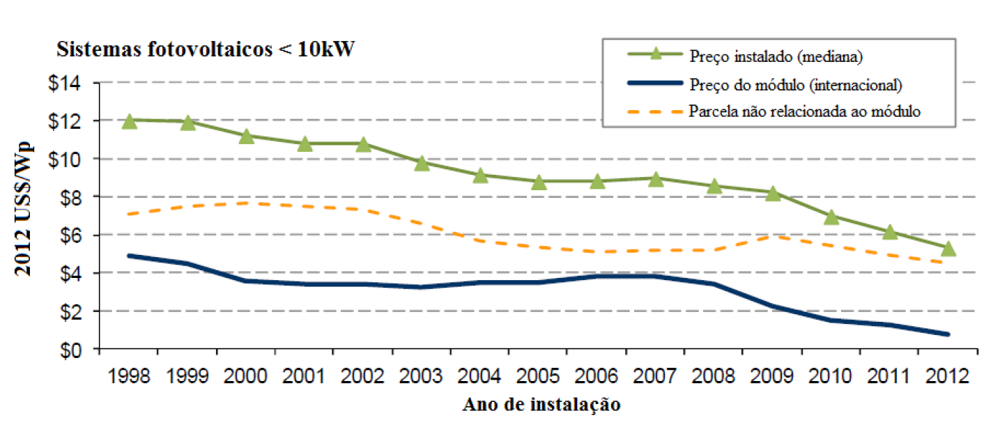 Sistemas fotovoltaicos < 10kW
Preço instalado (mediana)
Preço do módulo (internacional)
Parcela não relacionada ao módulo
2012 US$/Wp
$14
$12
$10
$8
$6
$4
$2
$0
1998 1999 2000 2001 2002 2003 2004 2005 2006 2007 2008 2009 2010 2011 2012
Ano de instalação